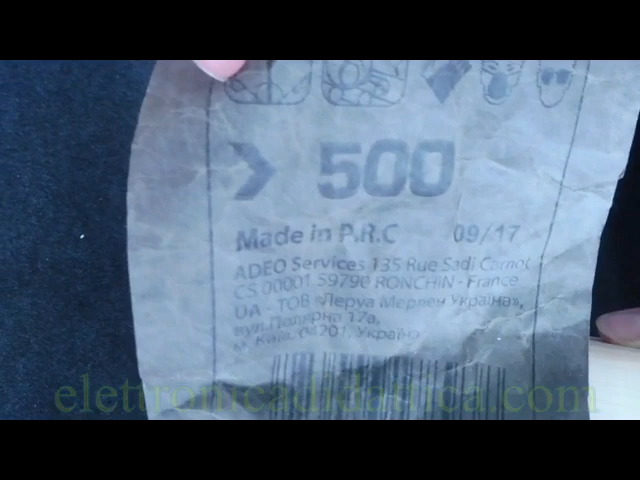 > 500
Made in P.R.C 09/17
ADEO Services 135 Rue Sadi Carnot
CS 00001 59790 RONCHIN - France
UA - ТОВ «Леруа Мерлен Україна»,
вул.Полярна 17а,
м. Київ, 04201, Україна
elettronicadidattica.com